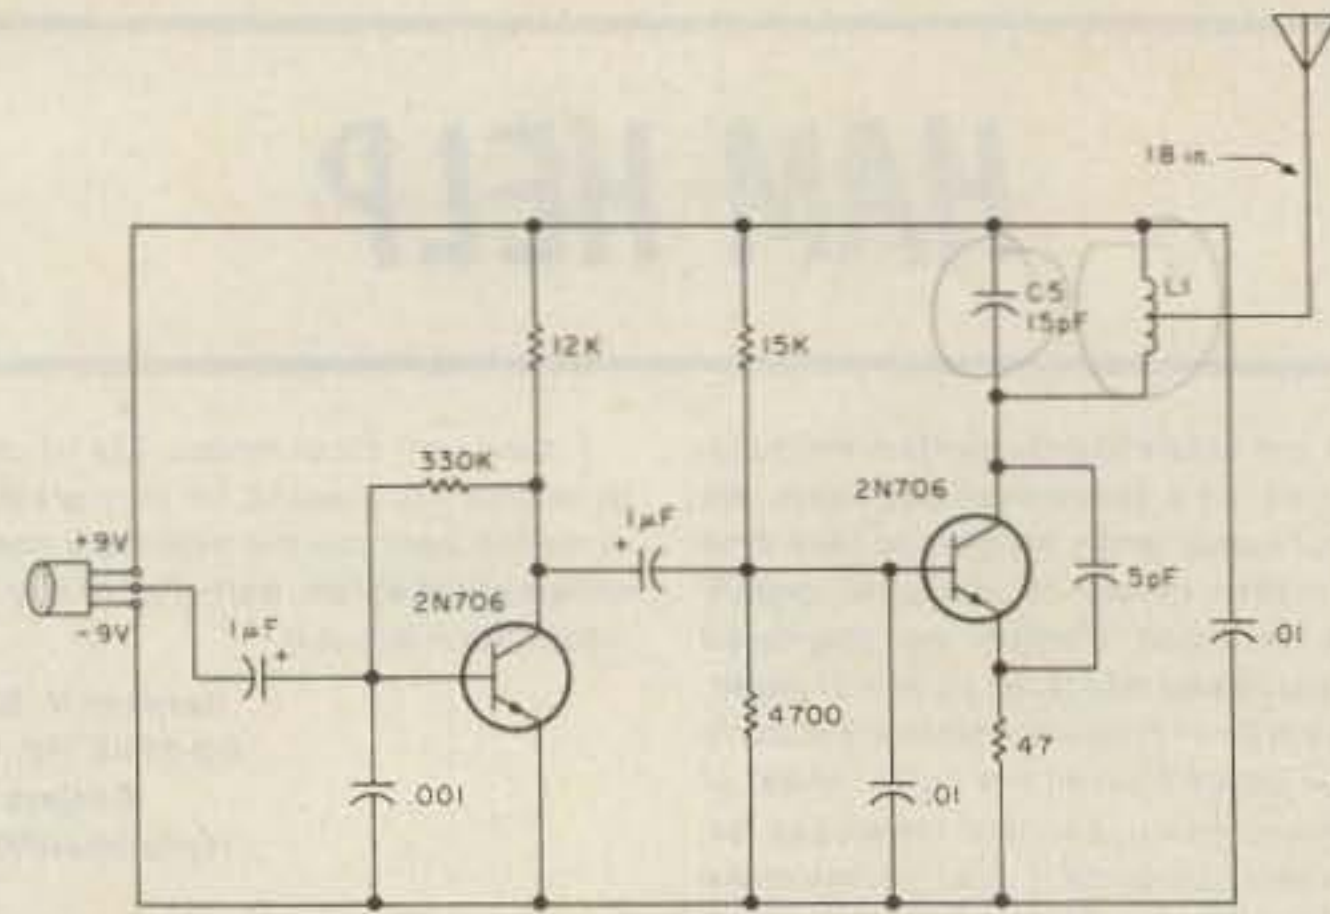 18 in.
C5
15pF
L1
12K
15K
330K
2N706
1µF
+
+9V
5pF
-9V
2N706
.01
1µF
+
4700
47
.001
.01